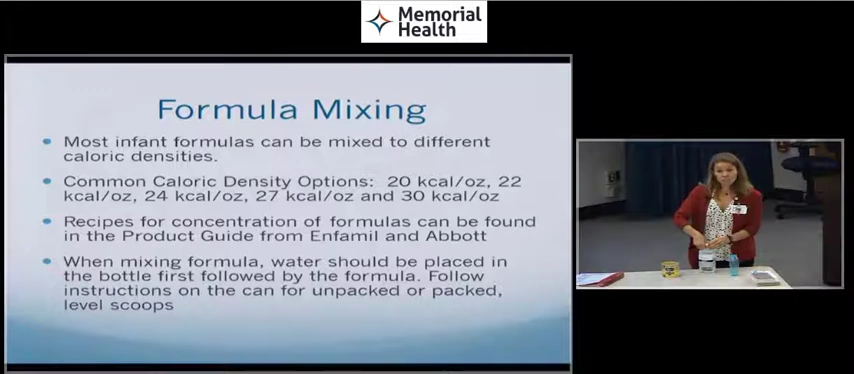 Memorial
Health
Formula Mixing
• Most infant formulas can be mixed to different
caloric densities.
• Common Caloric Density Options: 20 kcal/oz, 22
kcal/oz, 24 kcal/oz, 27 kcal/oz and 30 kcal/oz
• Recipes for concentration of formulas can be found
in the Product Guide from Enfamil and Abbott
• When mixing formula, water should be placed in
the bottle first followed by the formula. Follow
instructions on the can for unpacked or packed,
level scoops